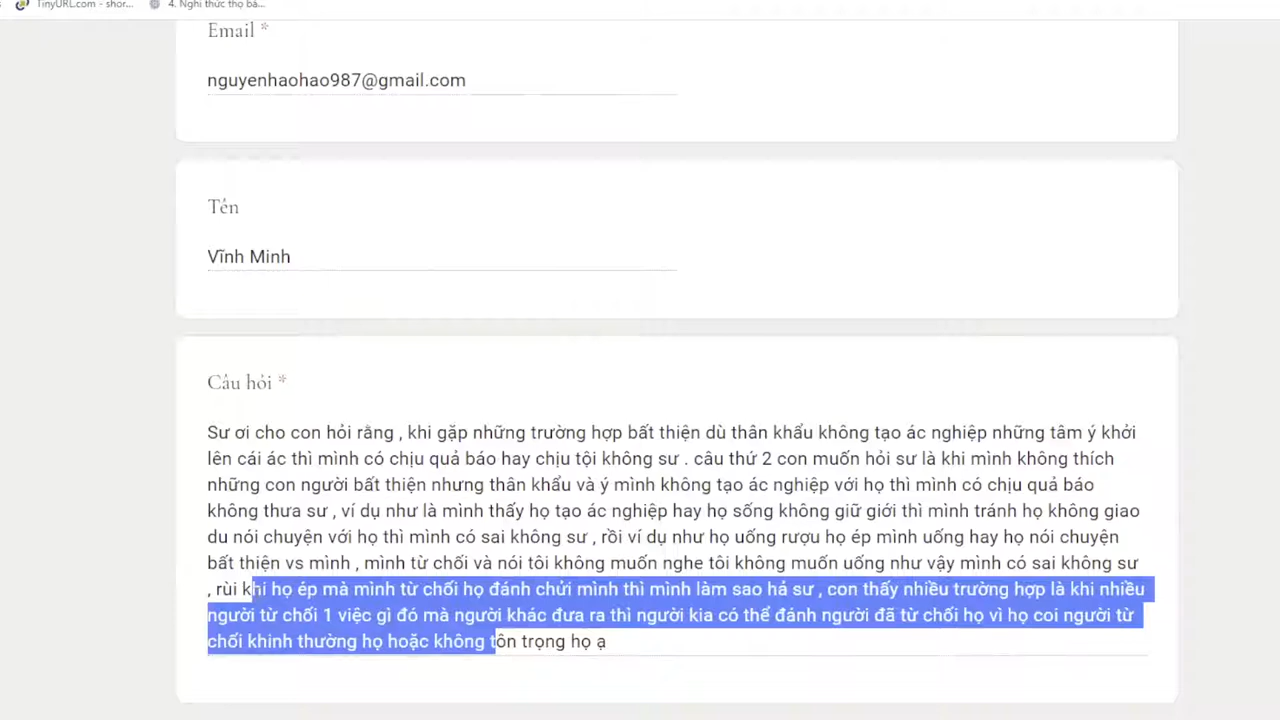 TinyURL.com - shor...
4. Nghi thức thọ bá...
Email *
nguyenhaohao987@gmail.com
Tên
Vĩnh Minh
Câu hỏi *
Sư ơi cho con hỏi rằng , khi gặp những trường hợp bất thiện dù thân khẩu không tạo ác nghiệp những tâm ý khởi
lên cái ác thì mình có chịu quả báo hay chịu tội không sư . câu thứ 2 con muốn hỏi sư là khi mình không thích
những con người bất thiện nhưng thân khẩu và ý mình không tạo ác nghiệp với họ thì mình có chịu quả báo
không thưa sư , ví dụ như là mình thấy họ tạo ác nghiệp hay họ sống không giữ giới thì mình tránh họ không giao
du nói chuyện với họ thì mình có sai không sư , rồi ví dụ như họ uống rượu họ ép mình uống hay họ nói chuyện
bất thiện vs mình , mình từ chối và nói tôi không muốn nghe tôi không muốn uống như vậy mình có sai không sư
, rùi khi họ ép mà mình từ chối họ đánh chửi mình thì mình làm sao hả sư , con thấy nhiều trường hợp là khi nhiều
người từ chối 1 việc gì đó mà người khác đưa ra thì người kia có thể đánh người đã từ chối họ vì họ coi người từ
chối khinh thường họ hoặc không tôn trọng họ ạ